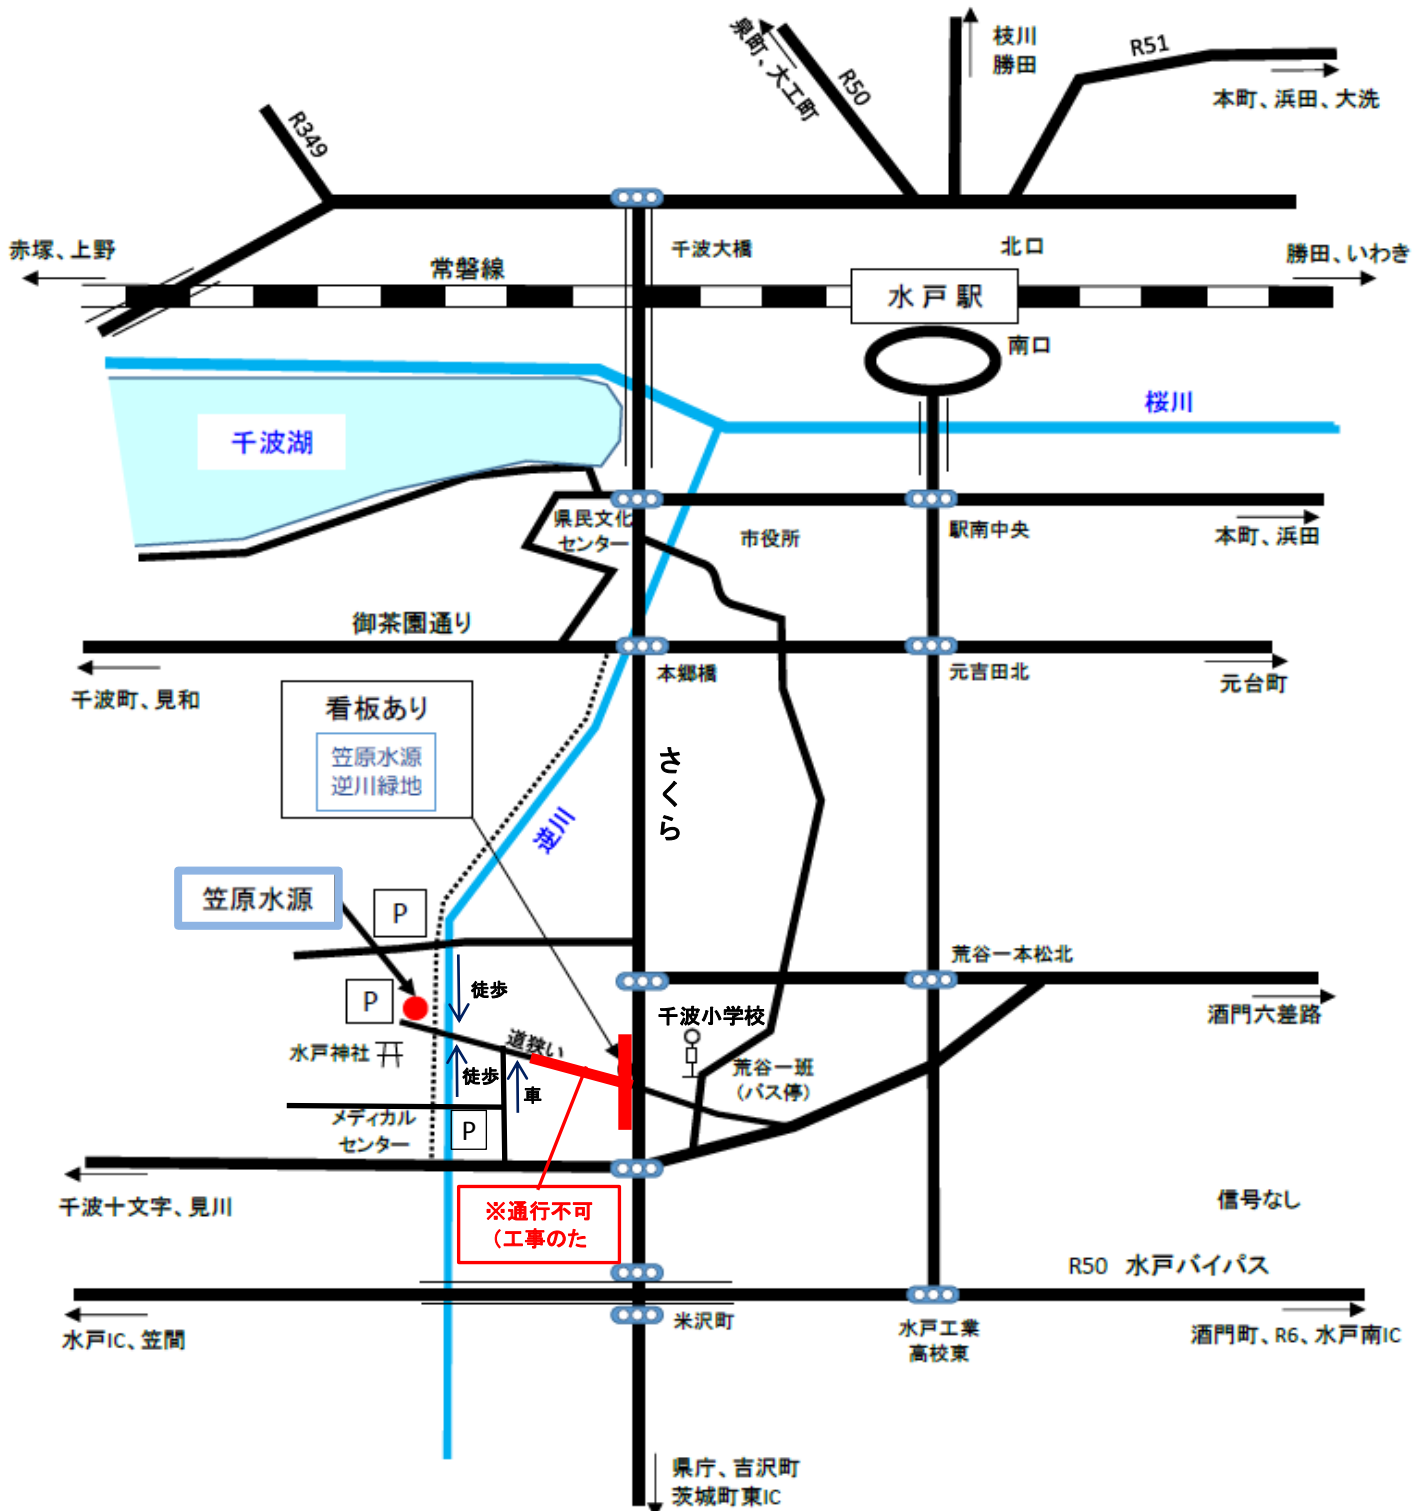 泉町、大工町
R50
枝川
勝田
R51
本町、浜田、大洗
R349
赤塚、上野
常磐線
千波大橋
北口
水戸駅
勝田、いわき
南口
桜川
千波湖
県民文化
センター
市役所
駅南中央
本町、浜田
御茶園通り
千波町、見和
本郷橋
元吉田北
元台町
看板あり
笠原水源
逆川緑地
さくら
逆川
笠原水源
P
荒谷一本松北
P
徒歩
千波小学校
酒門六差路
水戸神社
道狭い
徒歩
車
荒谷一班
(バス停)
メディカル
センター
P
千波十文字、見川
※通行不可
(工事のた
信号なし
R50 水戸バイパス
水戸IC、笠間
米沢町
水戸工業
高校東
酒門町、R6、水戸南IC
県庁、吉沢町
茨城町東IC